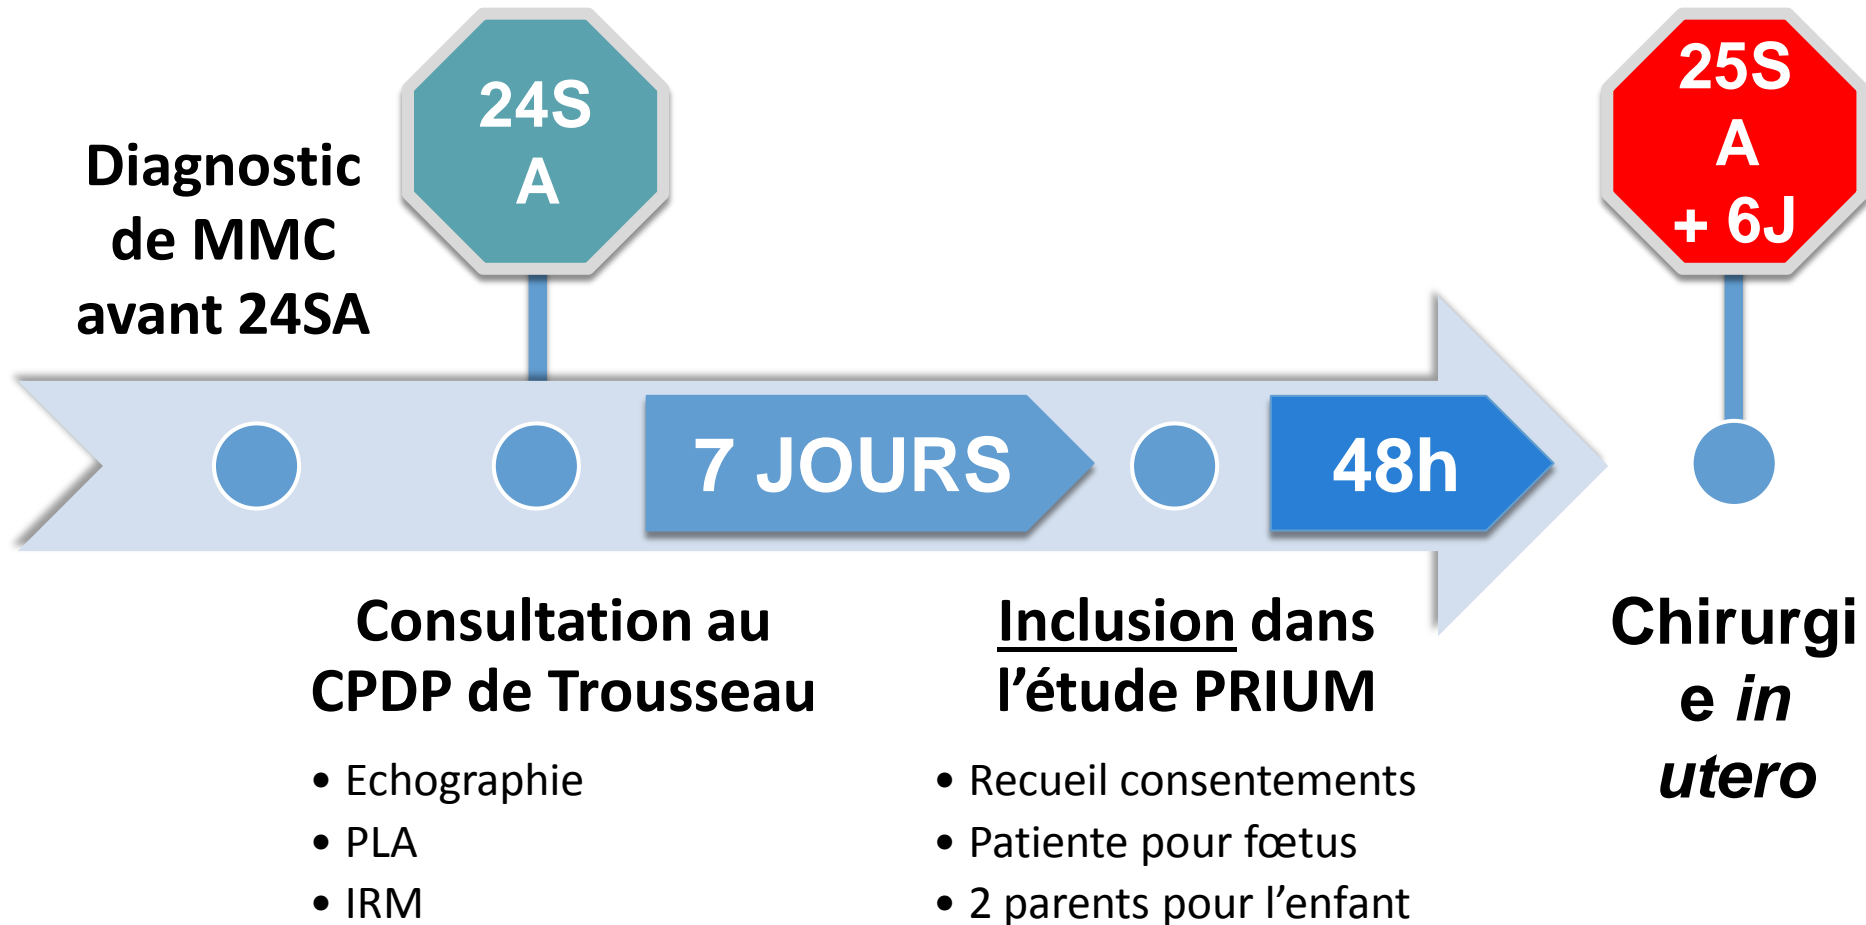 Diagnostic
de MMC
avant 24SA
24S
A
25S
A
+ 6J
7 JOURS
48h
Consultation au
CPDP de Trousseau
• Echographie
• PLA
• IRM
Inclusion dans
l’étude PRIUM
• Recueil consentements
• Patiente pour fœtus
• 2 parents pour l’enfant
Chirurgi
e in
utero